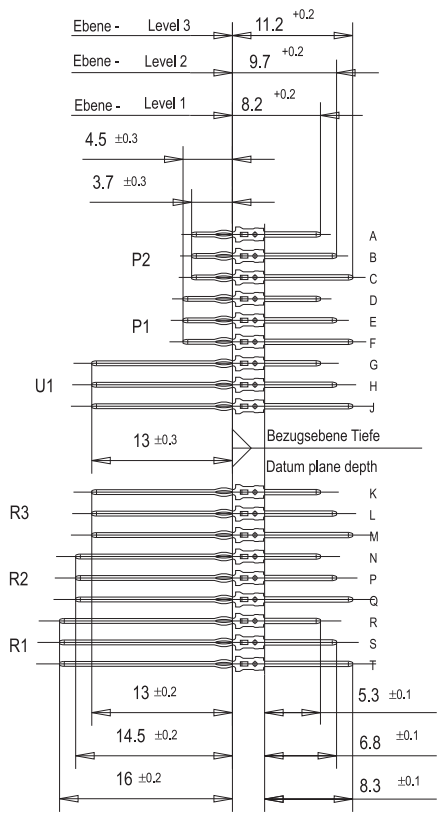 Ebene - Level 3 11.2 +0.2
Ebene - Level 2 9.7 +0.2
Ebene - Level 1 8.2 +0.2
4.5 ±0.3
3.7 ±0.3
A
P2 B
C
D
P1 E
F
G
U1 H
J
13 ±0.3 Bezugsebene Tiefe
Datum plane depth
K
R3 L
M
N
R2 P
Q
R
R1 S
T
13 ±0.2 5.3 ±0.1
14.5 ±0.2 6.8 ±0.1
16 ±0.2 8.3 ±0.1